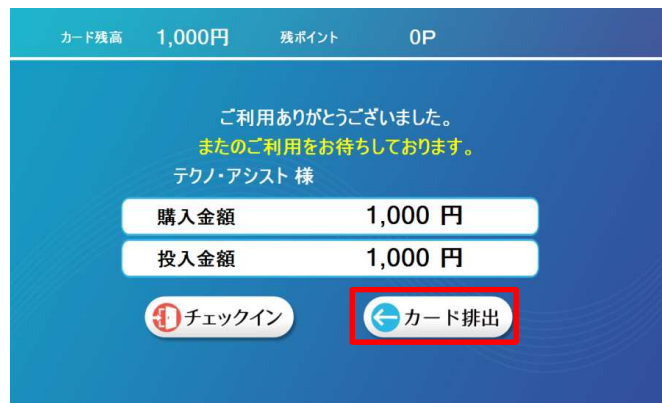 カード残高 1,000円 残ポイント 0P
ご利用ありがとうございました。
またのご利用をお待ちしております。
テクノ・アシスト 様
購入金額 1,000 円
投入金額 1,000 円
チェックイン カード排出